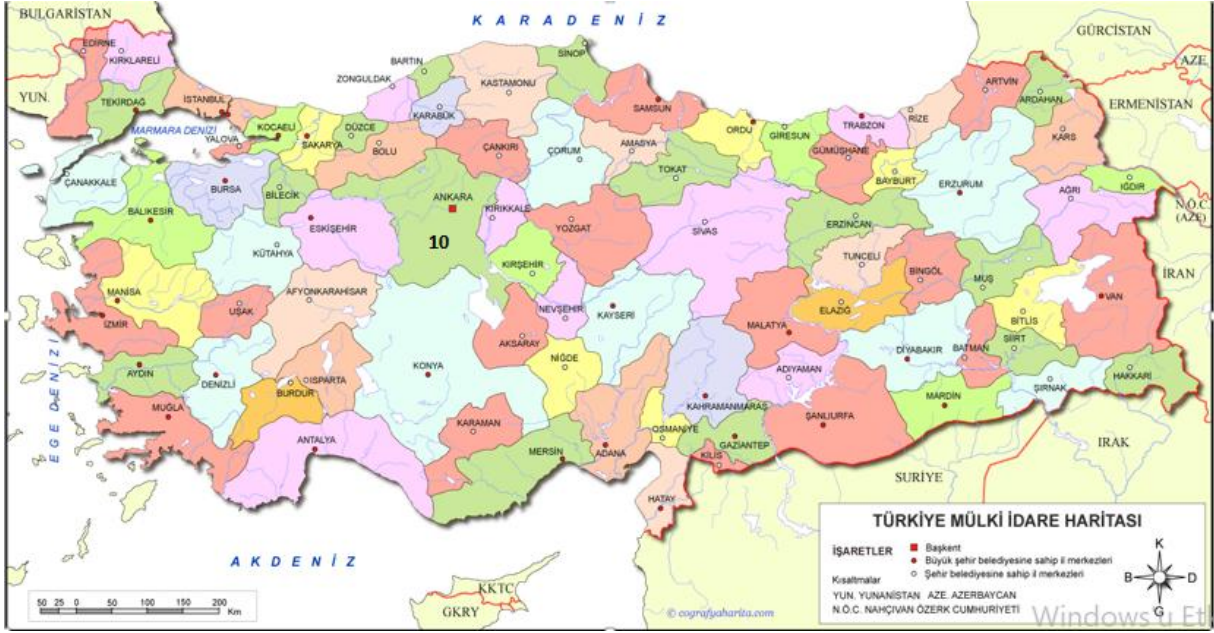 BULGARİSTAN
K A R A D E N İ Z
GÜRCİSTAN
EDİRNE
KIRKLARELİ
SİNOP
BARTIN
AZE.
ZONGULDAK
KASTAMONU
ARTVİN
YUN.
TEKİRDAĞ
İSTANBUL
SAMSUN
ARDAHAN
ERMENİSTAN
KARABÜK
RİZE
MARMARA DENİZİ
KOCAELİ
DÜZCE
ORDU
GİRESUN
TRABZON
KARS
YALOVA
SAKARYA
BOLU
ÇANKIRI
ÇORUM
AMASYA
GÜMÜŞHANE
TOKAT
BAYBURT
ERZURUM
IĞDIR
ÇANAKKALE
BURSA
BİLECİK
ANKARA
AĞRI
N.Ö.C.
(AZE)
BALIKESİR
ESKİŞEHİR
KIRIKKALE
YOZGAT
SİVAS
ERZİNCAN
10
KÜTAHYA
KIRŞEHİR
TUNCELİ
BİNGÖL
MUŞ
İRAN
MANİSA
AFYONKARAHİSAR
UŞAK
NEVŞEHİR
KAYSERİ
ELAZIĞ
VAN
İZMİR
MALATYA
BİTLİS
AKSARAY
SİİRT
EGE DENİZİ
AYDIN
DENİZLİ
KONYA
NİĞDE
DİYABAKIR
BATMAN
ISPARTA
BURDUR
ADIYAMAN
ŞIRNAK
HAKKARİ
MUĞLA
KAHRAMANMARAŞ
ŞANLIURFA
MARDİN
KARAMAN
OSMANİYE
ANTALYA
MERSİN
ADANA
GAZİANTEP
KİLİS
IRAK
SURİYE
HATAY
A K D E N İ Z
KKTC
GKRY
50 25 0 50 100 150 200
Km
© cografyaharita.com
TÜRKİYE MÜLKİ İDARE HARİTASI
İŞARETLER
Başkent
Büyük şehir belediyesine sahip il merkezleri
Şehir belediyesine sahip il merkezleri
Kısaltmalar
YUN. YUNANİSTAN AZE. AZERBAYCAN
N.Ö.C. NAHÇIVAN ÖZERK CUMHURİYETİ
K
B
D
G
Windows'u Etk